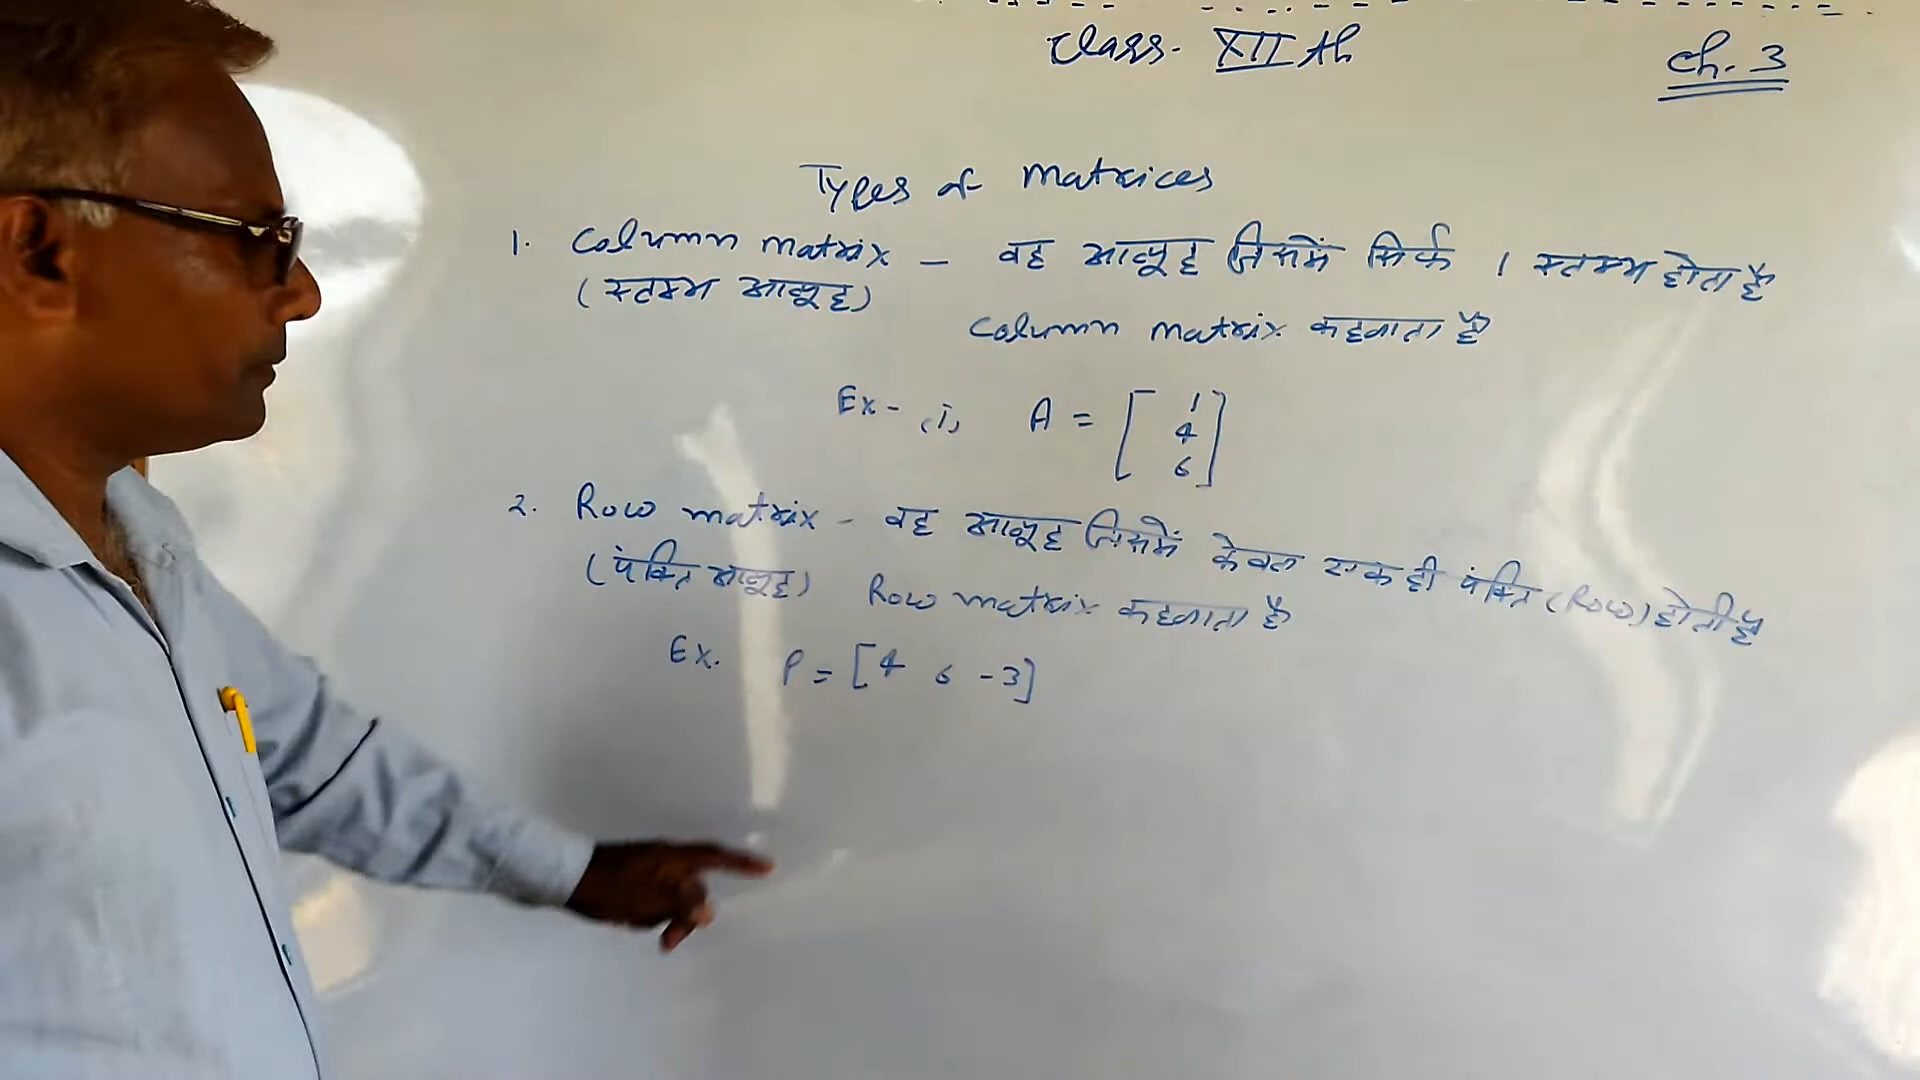 Class- XII th
Ch. 3
Types of Matrices
1. Column matrix – वह आव्यूह जिसमें सिर्फ 1 स्तम्भ होता है
(स्तम्भ आव्यूह)
Column matrix कहलाता है
Ex- (i) A = [ 1
4
6 ]
2. Row matrix - वह आव्यूह जिसमें केवल एक ही पंक्ति (Row) होती है
(पंक्ति आव्यूह) Row matrix कहलाता है
Ex. P = [4 6 -3]